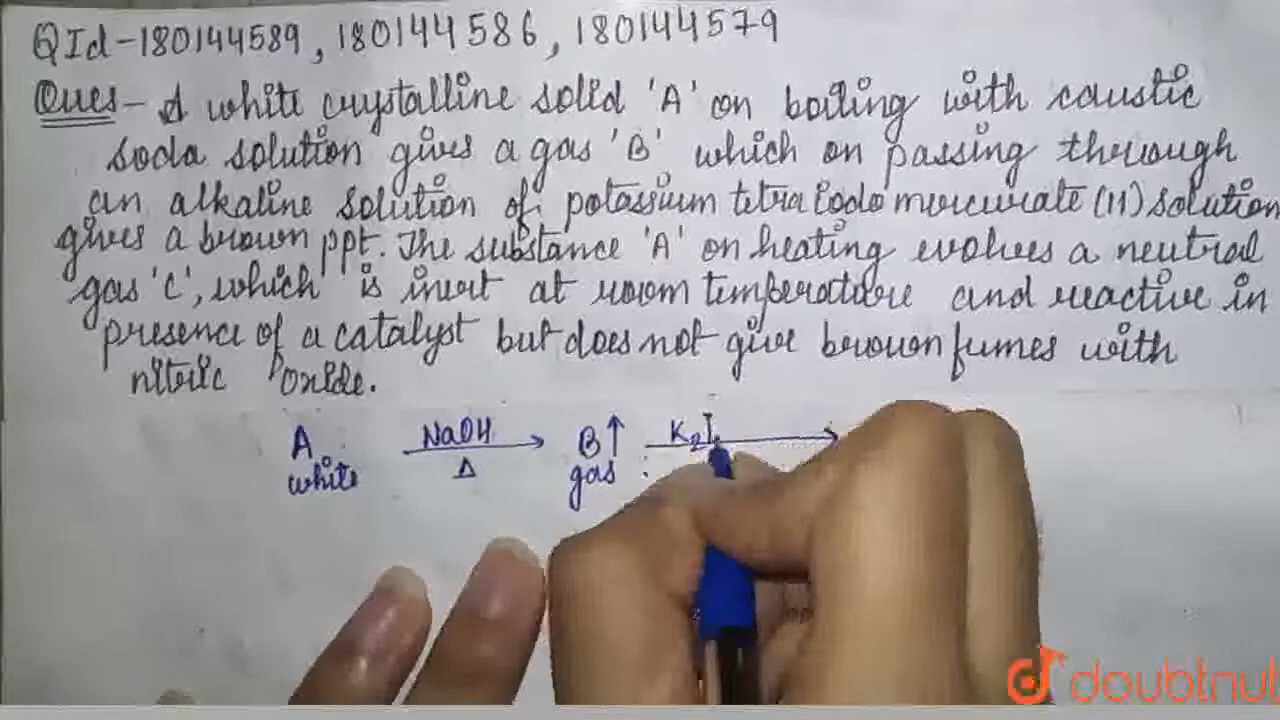 QId-180144589, 180144586, 180144579
Ques- A white crystalline solid 'A' on boiling with caustic
soda solution gives a gas 'B' which on passing through
an alkaline solution of potassium tetraiodomercurate (11) solution
gives a brown ppt. The substance 'A' on heating evolves a neutral
gas 'C', which is inert at room temperature and reactive in
presence of a catalyst but does not give brown fumes with
nitric oxide.
A NaOH B↑ K2I
white Δ gas
doubtnut